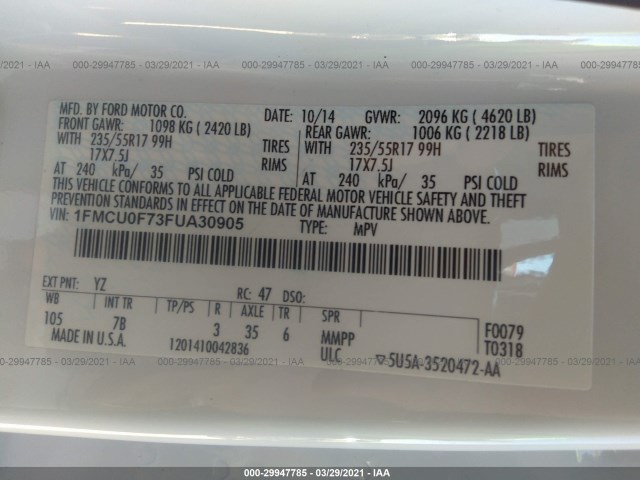 000-29947785 - 03/29/2021 - IAA
MFD. BY FORD MOTOR CO. DATE: 10/14 GVWR: 2096 KG ( 4620 LB)
FRONT GAWR: 1098 KG ( 2420 LB) REAR GAWR: 1006 KG ( 2218 LB)
WITH 235/55R17 99H TIRES WITH 235/55R17 99H TIRES
17X7.5J RIMS 17X7.5J RIMS
AT 240 kPa/ 35 PSI COLD AT 240 kPa/ 35 PSI COLD
THIS VEHICLE CONFORMS TO ALL APPLICABLE FEDERAL MOTOR VEHICLE SAFETY AND THEFT
PREVENTION STANDARDS IN EFFECT ON THE DATE OF MANUFACTURE SHOWN ABOVE.
VIN: 1FMCU0F73FUA30905 TYPE: MPV
EXT PNT: YZ RC: 47 DSO:
WB INT TR TP/PS R AXLE TR SPR
105 7B 3 35 6 MMPP F0079
MADE IN U.S.A. 1201410042836 ULC 5U5A-3520472-AA T0318
000-29947785 - 03/29/2021 - IAA
000-29947785 - 03/29/2021 - IAA